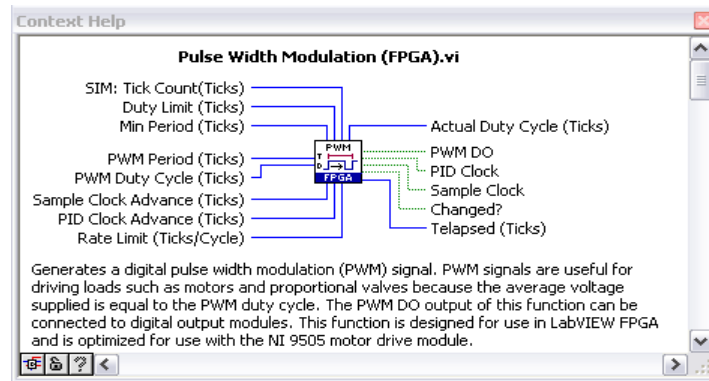 Context Help
Pulse Width Modulation (FPGA).vi
SIM: Tick Count(Ticks)
Duty Limit (Ticks)
Min Period (Ticks)
Actual Duty Cycle (Ticks)
PWM
PWM DO
PWM Period (Ticks)
T
PID Clock
PWM Duty Cycle (Ticks)
D
FPGA
Sample Clock
Sample Clock Advance (Ticks)
Changed?
PID Clock Advance (Ticks)
Telapsed (Ticks)
Rate Limit (Ticks/Cycle)
Generates a digital pulse width modulation (PWM) signal. PWM signals are useful for
driving loads such as motors and proportional valves because the average voltage
supplied is equal to the PWM duty cycle. The PWM DO output of this function can be
connected to digital output modules. This function is designed for use in LabVIEW FPGA
and is optimized for use with the NI 9505 motor drive module.
?